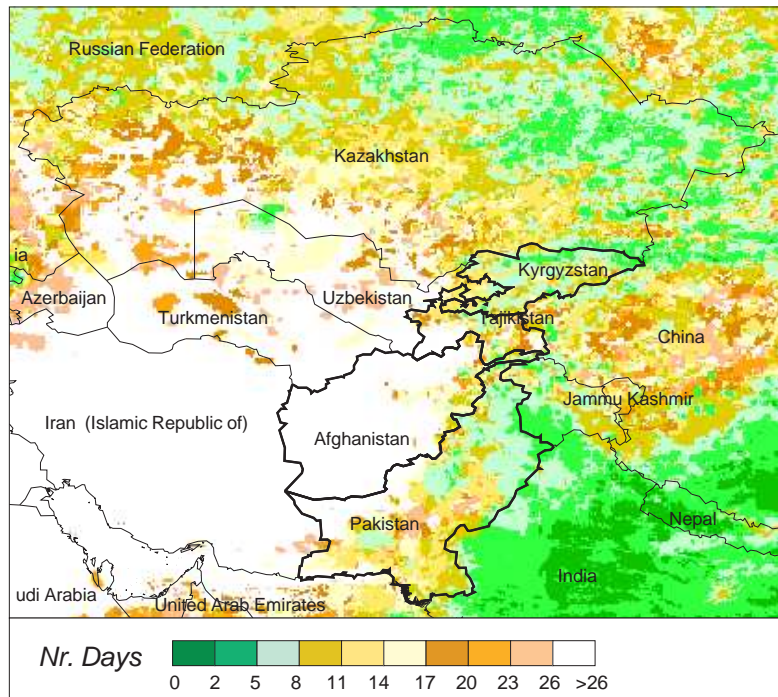 Russian Federation
Kazakhstan
ia
Kyrgyzstan
Azerbaijan
Uzbekistan
Turkmenistan
Tajikistan
China
Jammu Kashmir
Iran (Islamic Republic of)
Afghanistan
Pakistan
Nepal
India
udi Arabia
United Arab Emirates
Nr. Days
0 2 5 8 11 14 17 20 23 26 >26